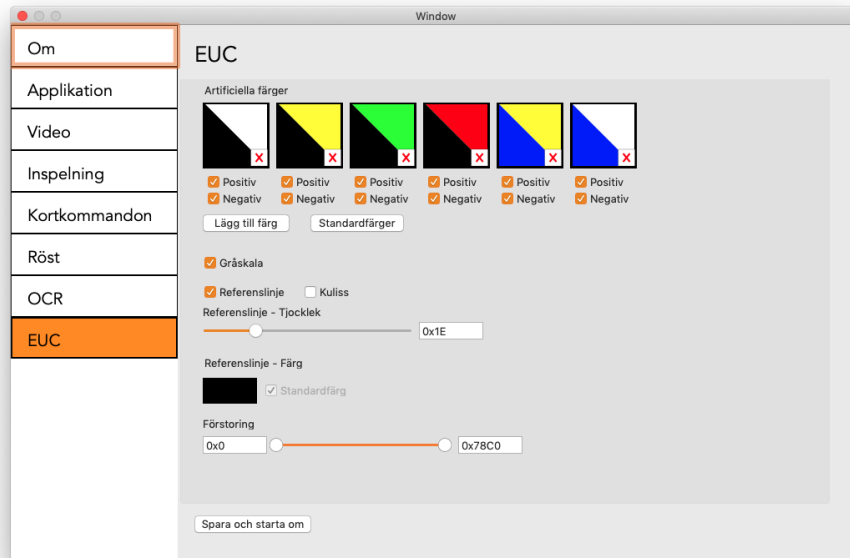 Window
Om
Applikation
Video
Inspelning
Kortkommandon
Röst
OCR
EUC
EUC
Artificiella färger
X X X X X X
Positiv Positiv Positiv Positiv Positiv Positiv
Negativ Negativ Negativ Negativ Negativ Negativ
Lägg till färg Standardfärger
Gråskala
Referenslinje Kuliss
Referenslinje - Tjocklek
0x1E
Referenslinje - Färg
Standardfärg
Förstoring
0x0 0x78C0
Spara och starta om